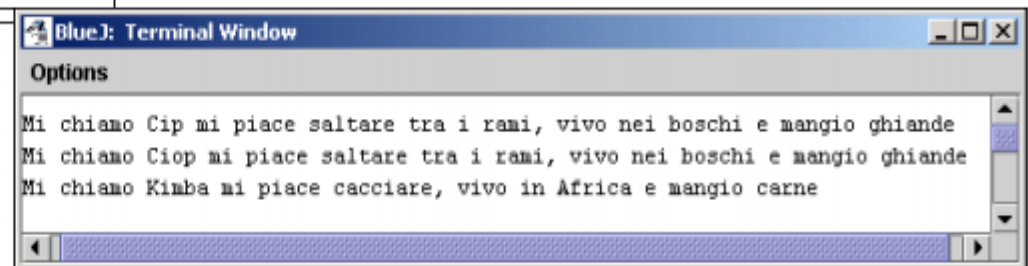 BlueJ: Terminal Window
Options
Mi chiamo Cip mi piace saltare tra i rami, vivo nei boschi e mangio ghiande
Mi chiamo Ciop mi piace saltare tra i rami, vivo nei boschi e mangio ghiande
Mi chiamo Kimba mi piace cacciare, vivo in Africa e mangio carne